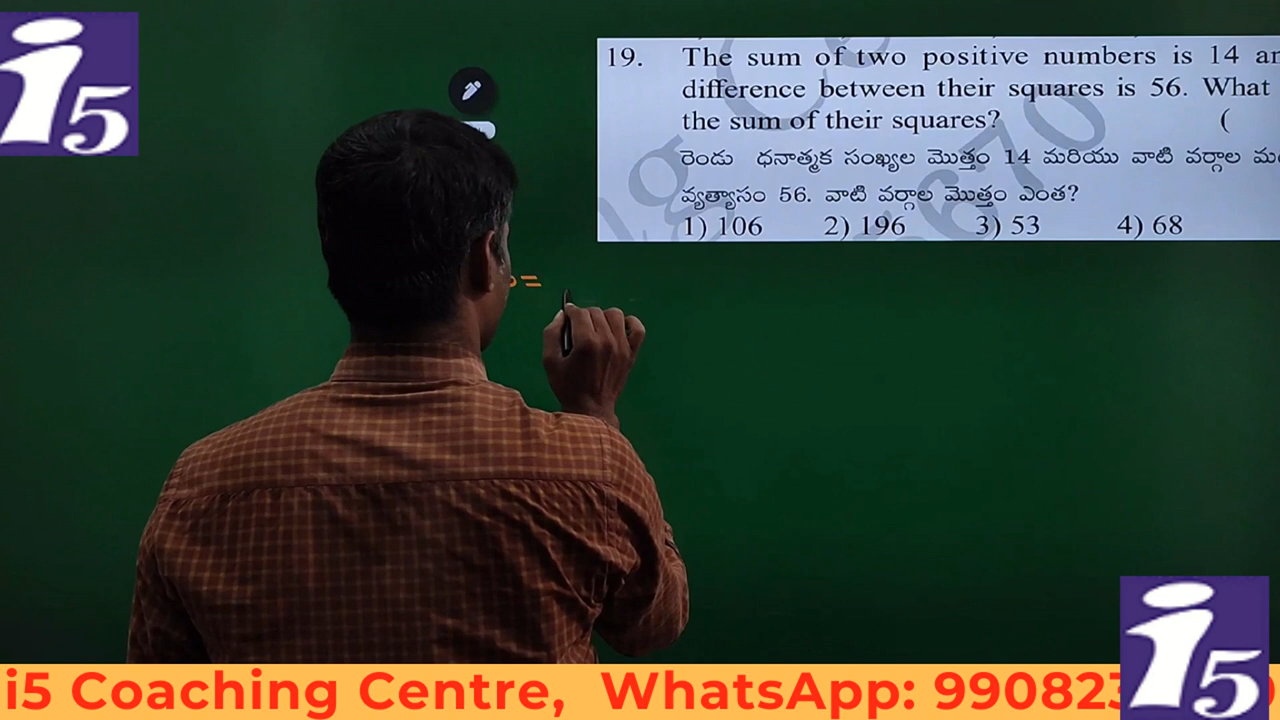 i5
19. The sum of two positive numbers is 14
difference between their squares is 56. What
the sum of their squares? (
రెండు ధనాత్మక సంఖ్యల మొత్తం 14 మరియు వాటి వర్గాల
వ్యత్యాసం 56. వాటి వర్గాల మొత్తం ఎంత?
1) 106 2) 196 3) 53 4) 68
=
i5
i5 Coaching Centre, WhatsApp: